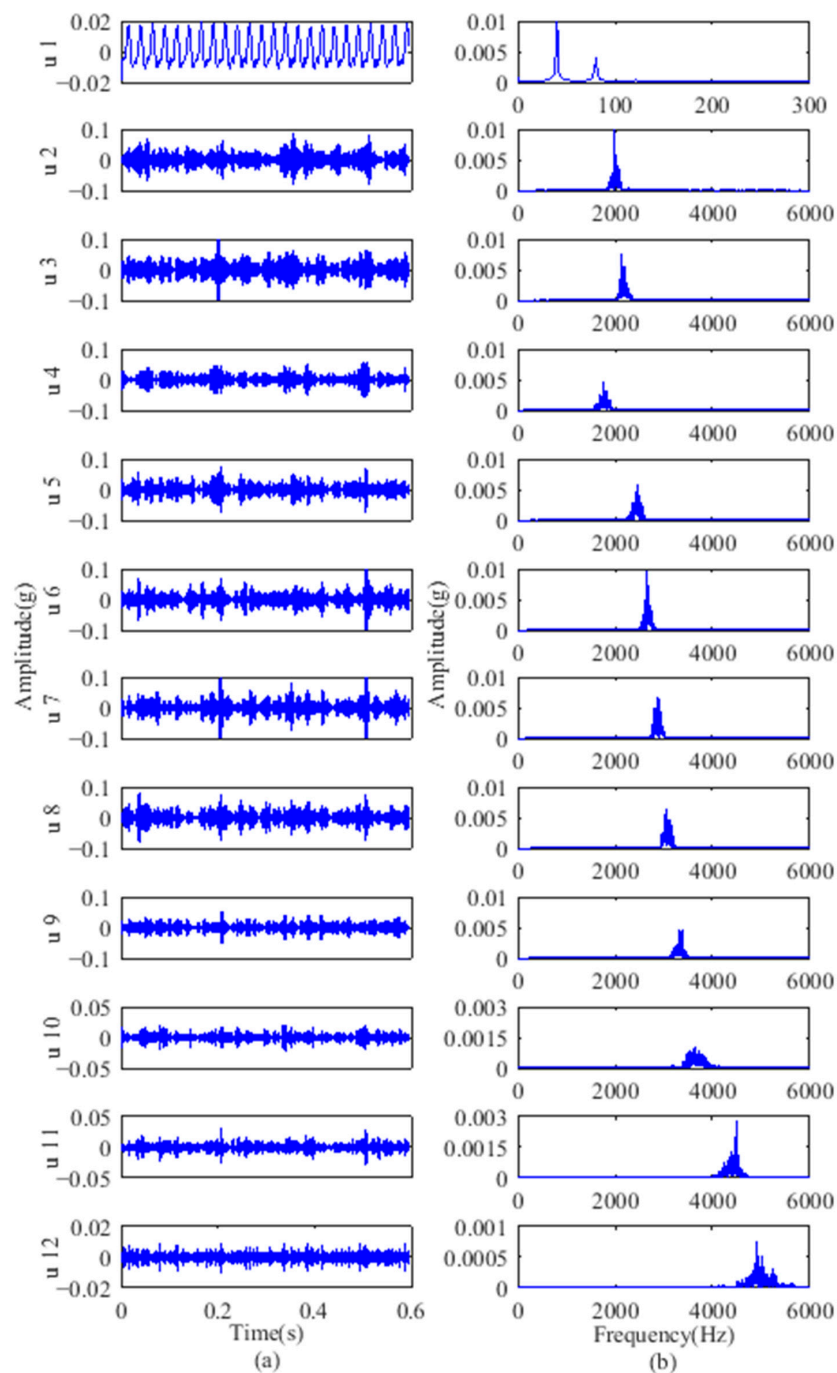 u 1
0.02
0
−0.02
0.01
0.005
0
0 100 200 300
u 2
0.1
0
−0.1
0.01
0.005
0
0 2000 4000 6000
u 3
0.1
0
−0.1
0.01
0.005
0
0 2000 4000 6000
u 4
0.1
0
−0.1
0.01
0.005
0
0 2000 4000 6000
u 5
0.1
0
−0.1
0.01
0.005
0
0 2000 4000 6000
u 6
0.1
0
−0.1
0.01
0.005
0
0 2000 4000 6000
Amplitude(g)
Amplitude(g)
u 7
0.1
0
−0.1
0.01
0.005
0
0 2000 4000 6000
u 8
0.1
0
−0.1
0.01
0.005
0
0 2000 4000 6000
u 9
0.1
0
−0.1
0.01
0.005
0
0 2000 4000 6000
u 10
0.05
0
−0.05
0.003
0.0015
0
0 2000 4000 6000
u 11
0.05
0
−0.05
0.003
0.0015
0
0 2000 4000 6000
u 12
0.02
0
−0.02
0.001
0.0005
0
0 0.2 0.4 0.6
0 2000 4000 6000
Time(s)
Frequency(Hz)
(a)
(b)